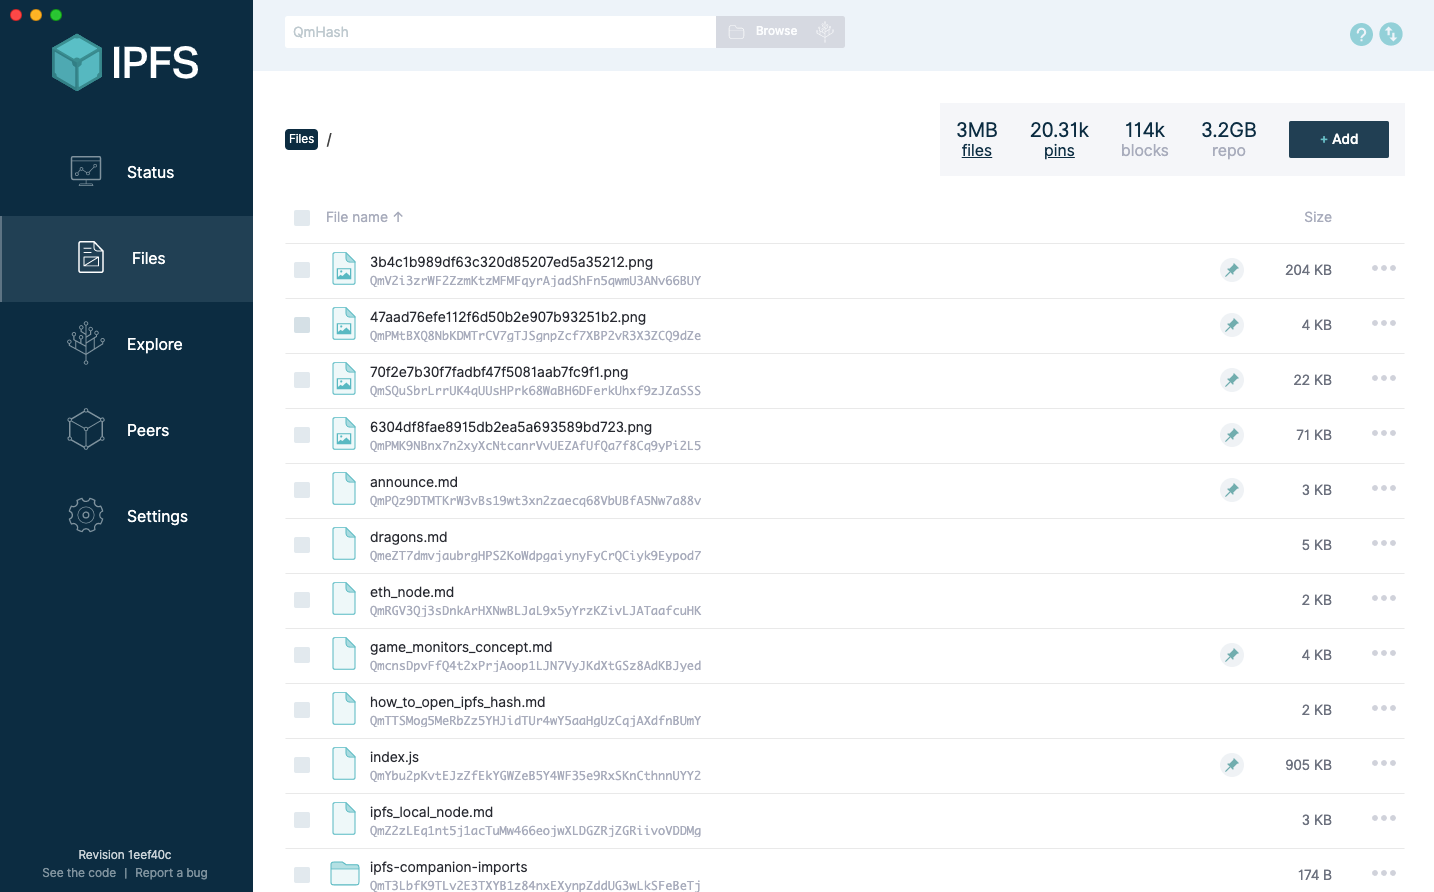 IPFS
QmHash
Browse
Status
Files
Explore
Peers
Settings
Revision 1eef40c
See the code | Report a bug
Files /
3MB files
20.31k pins
114k blocks
3.2GB repo
+ Add
File name ↑ Size
3b4c1b989df63c320d85207ed5a35212.png
QmV2i3zrWF2ZzmKtzMFMFqyrAjadShFn5qwmU3ANv66BUY
204 KB
47aad76efe112f6d50b2e907b93251b2.png
QmPMtBXQ8NbKDMTrCV7gTJSgnpZcf7XBP2vR3X3ZCQ9dZe
4 KB
70f2e7b30f7fadbf47f5081aab7fc9f1.png
QmSQuSbrLrrUK4qUUsHPrk68WaBH6DFerkUhxf9zJZaSSS
22 KB
6304df8fae8915db2ea5a693589bd723.png
QmPMK9NBnx7n2xyXcNtcanrVvUEZAfUfQa7f8Cq9yPi2L5
71 KB
announce.md
QmPQz9DTMTKrW3vBs19wt3xn2zaecq68VbUBfA5Nw7a88v
3 KB
dragons.md
QmeZT7dmvjaubrgHPS2KoWdpgaiynyFyCrQCiyk9Eypod7
5 KB
eth_node.md
QmRGV3Qj3sDnkArHXNwBLJaL9x5yYrzKZivLJATaafcuHK
2 KB
game_monitors_concept.md
QmcnsDpvFfQ4t2xPrjAoop1LJN7VyJKdXtGSz8AdKBJyed
4 KB
how_to_open_ipfs_hash.md
QmTTSMog5MeRbZz5YHJidTUr4wY5aaHgUzCqjAXdfnBUmY
2 KB
index.js
QmYbu2pKvtEJzZfEkYGWZeB5Y4WF35e9RxSKnCthnnUYY2
905 KB
ipfs_local_node.md
QmZ2zLEq1nt5j1acTuMw466eojwXLDGZRjZGRiivoVDDMg
3 KB
ipfs-companion-imports
QmT3LbfK9TLv2E3TXYB1z84nxEXynpZddUG3wLkSFeBeTj
174 B